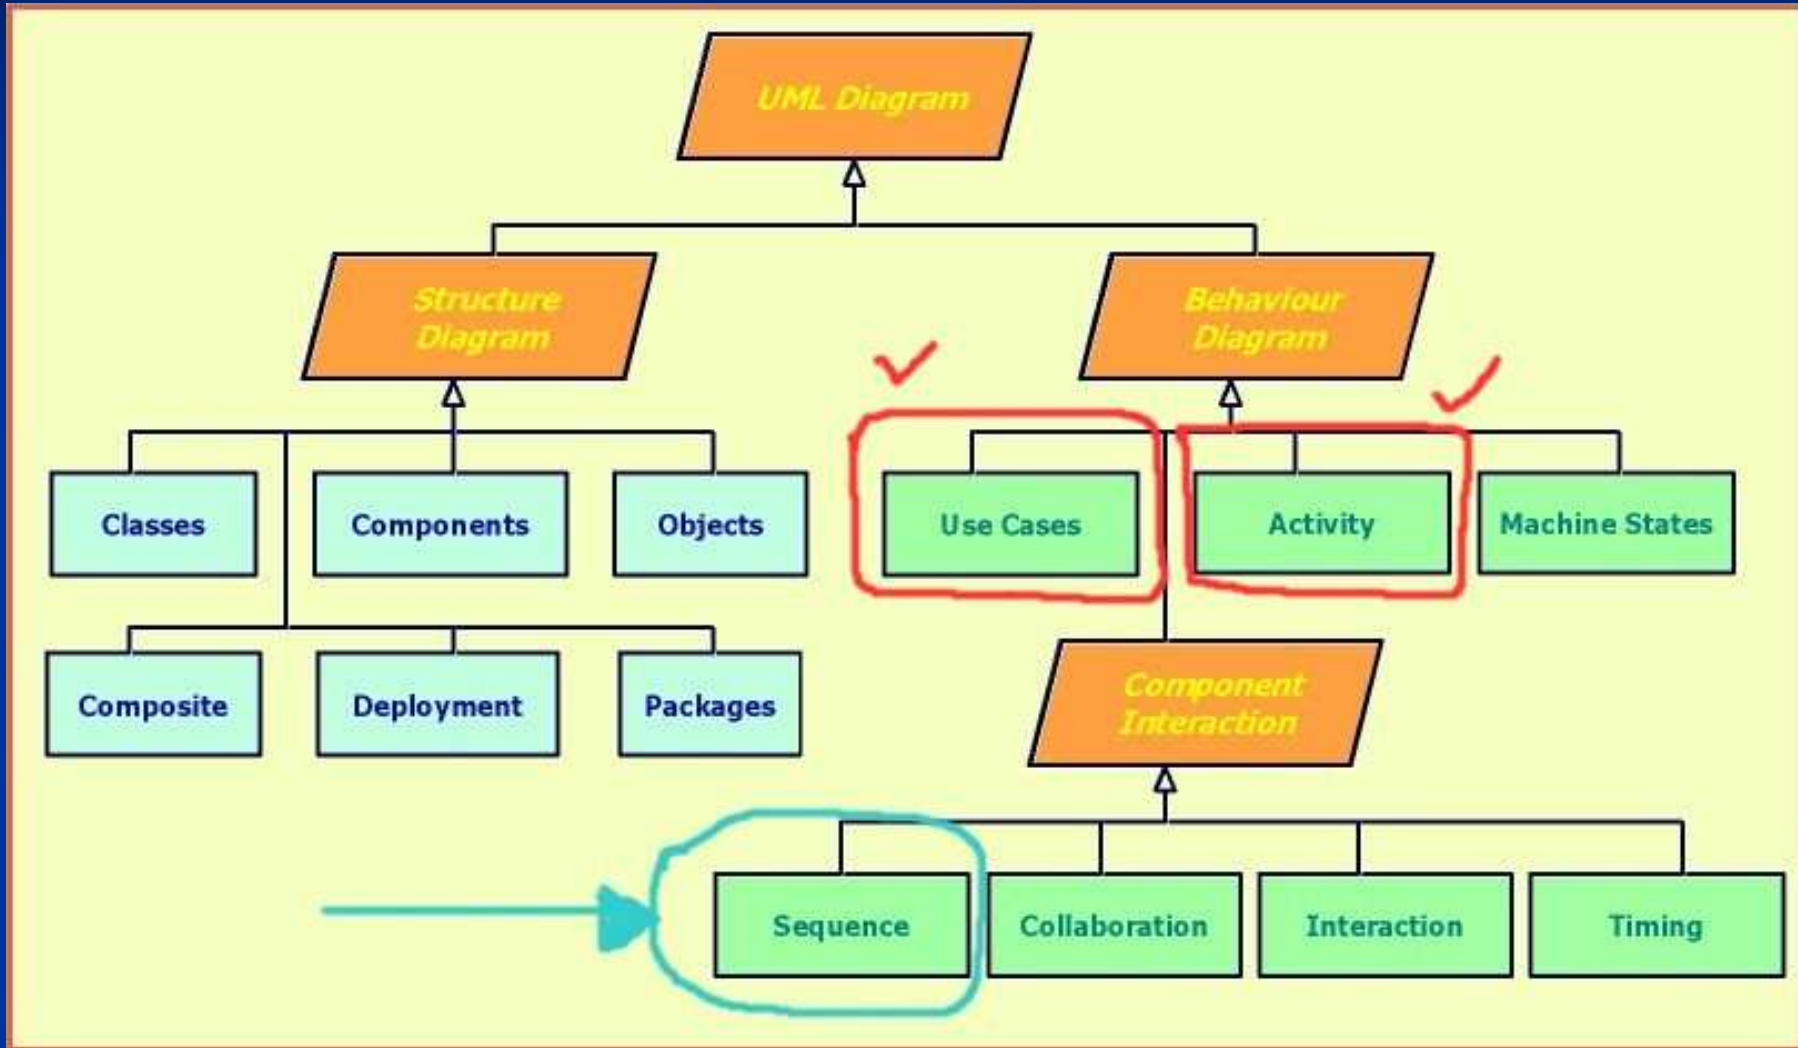 UML Diagram
Structure
Diagram
Behaviour
Diagram
Classes
Components
Objects
Use Cases
Activity
Machine States
Composite
Deployment
Packages
Component
Interaction
Sequence
Collaboration
Interaction
Timing